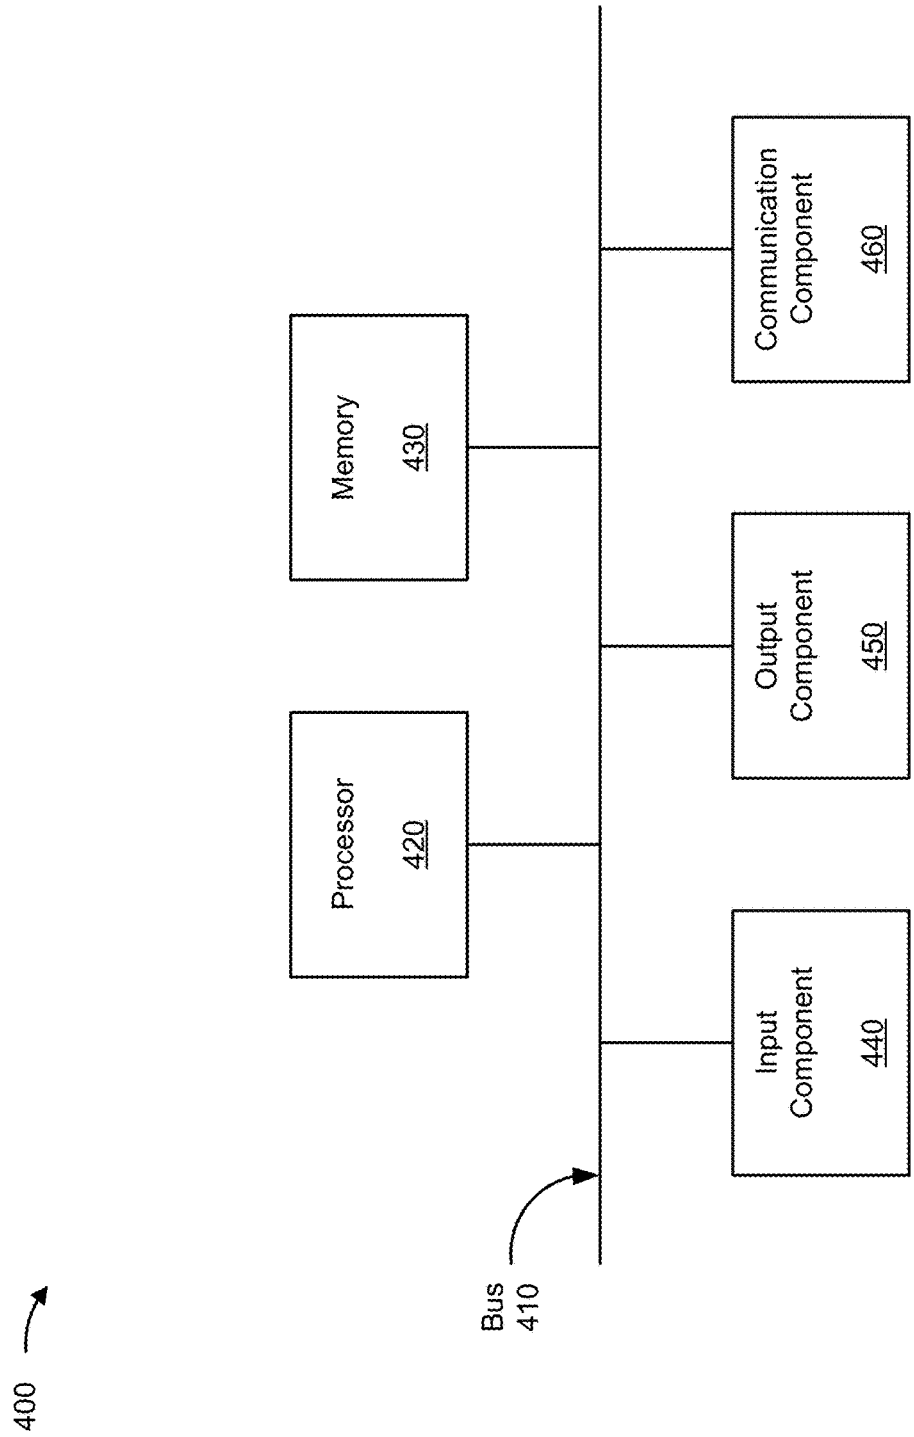 400
Processor
420
Memory
430
Bus
410
Input
Component
440
Output
Component
450
Communication
Component
460